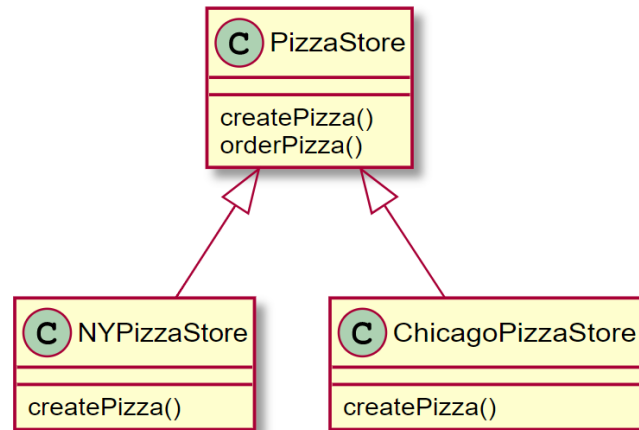 C PizzaStore
createPizza()
orderPizza()
C NYPizzaStore
createPizza()
C ChicagoPizzaStore
createPizza()